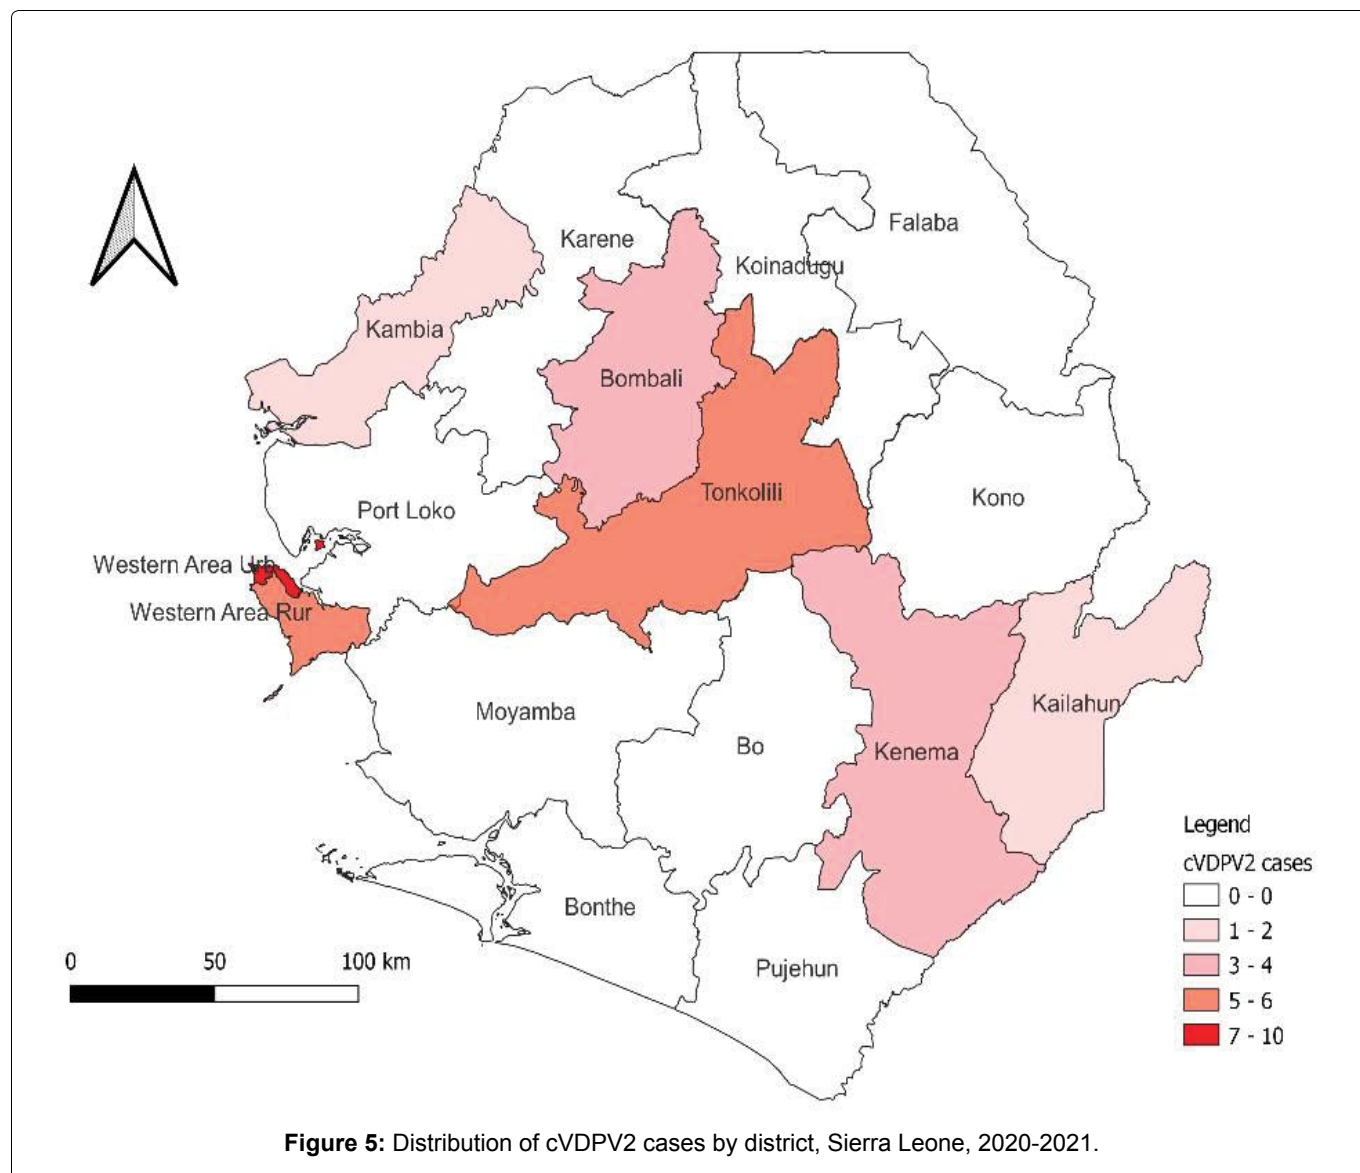 Falaba
Karene
Koinadugu
Kambia
Bombali
Tonkolili
Kono
Port Loko
Western Area Urb
Western Area Rur
Kailahun
Moyamba
Bo
Kenema
Legend
cVDPV2 cases
0 - 0
1 - 2
3 - 4
5 - 6
7 - 10
Bonthe
Pujehun
0 50 100 km
Figure 5: Distribution of cVDPV2 cases by district, Sierra Leone, 2020-2021.